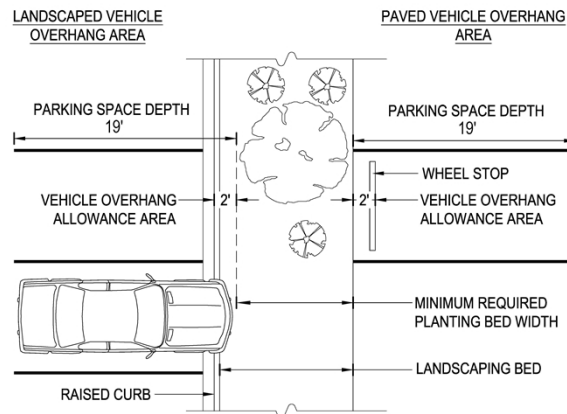 LANDSCAPED VEHICLE
OVERHANG AREA
PAVED VEHICLE OVERHANG
AREA
PARKING SPACE DEPTH
19'
PARKING SPACE DEPTH
19'
WHEEL STOP
VEHICLE OVERHANG
ALLOWANCE AREA
2'
2'
VEHICLE OVERHANG
ALLOWANCE AREA
MINIMUM REQUIRED
PLANTING BED WIDTH
LANDSCAPING BED
RAISED CURB